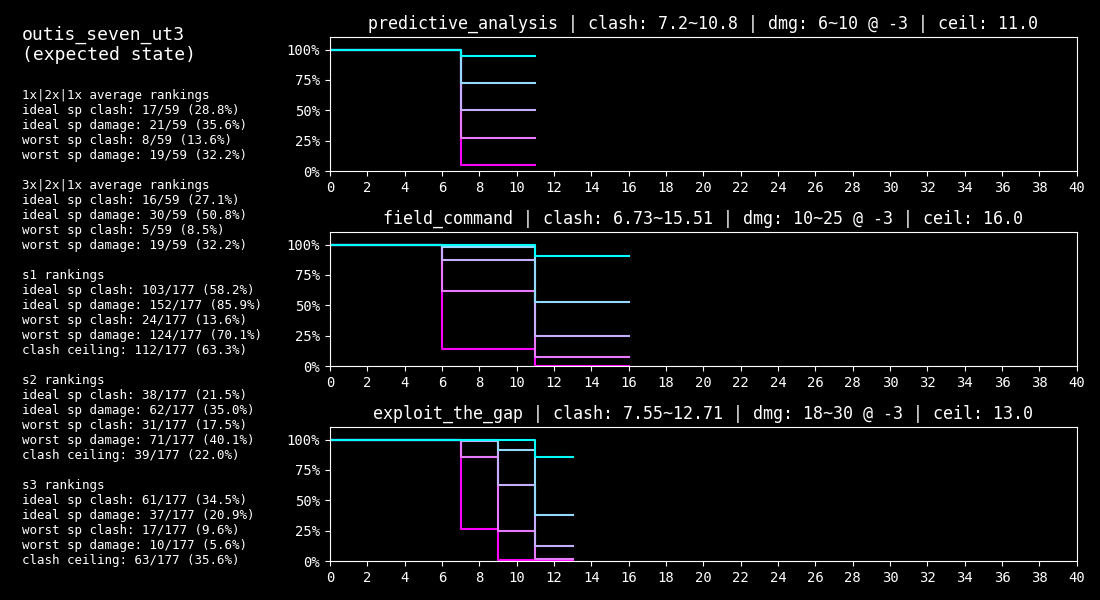 outis_seven_ut3
(expected state)
1x|2x|1x average rankings
ideal sp clash: 17/59 (28.8%)
ideal sp damage: 21/59 (35.6%)
worst sp clash: 8/59 (13.6%)
worst sp damage: 19/59 (32.2%)
3x|2x|1x average rankings
ideal sp clash: 16/59 (27.1%)
ideal sp damage: 30/59 (50.8%)
worst sp clash: 5/59 (8.5%)
worst sp damage: 19/59 (32.2%)
s1 rankings
ideal sp clash: 103/177 (58.2%)
ideal sp damage: 152/177 (85.9%)
worst sp clash: 24/177 (13.6%)
worst sp damage: 124/177 (70.1%)
clash ceiling: 112/177 (63.3%)
s2 rankings
ideal sp clash: 38/177 (21.5%)
ideal sp damage: 62/177 (35.0%)
worst sp clash: 31/177 (17.5%)
worst sp damage: 71/177 (40.1%)
clash ceiling: 39/177 (22.0%)
s3 rankings
ideal sp clash: 61/177 (34.5%)
ideal sp damage: 37/177 (20.9%)
worst sp clash: 17/177 (9.6%)
worst sp damage: 10/177 (5.6%)
clash ceiling: 63/177 (35.6%)
predictive_analysis | clash: 7.2~10.8 | dmg: 6~10 @ -3 | ceil: 11.0
100%
75%
50%
25%
0%
0 2 4 6 8 10 12 14 16 18 20 22 24 26 28 30 32 34 36 38 40
field_command | clash: 6.73~15.51 | dmg: 10~25 @ -3 | ceil: 16.0
100%
75%
50%
25%
0%
0 2 4 6 8 10 12 14 16 18 20 22 24 26 28 30 32 34 36 38 40
exploit_the_gap | clash: 7.55~12.71 | dmg: 18~30 @ -3 | ceil: 13.0
100%
75%
50%
25%
0%
0 2 4 6 8 10 12 14 16 18 20 22 24 26 28 30 32 34 36 38 40